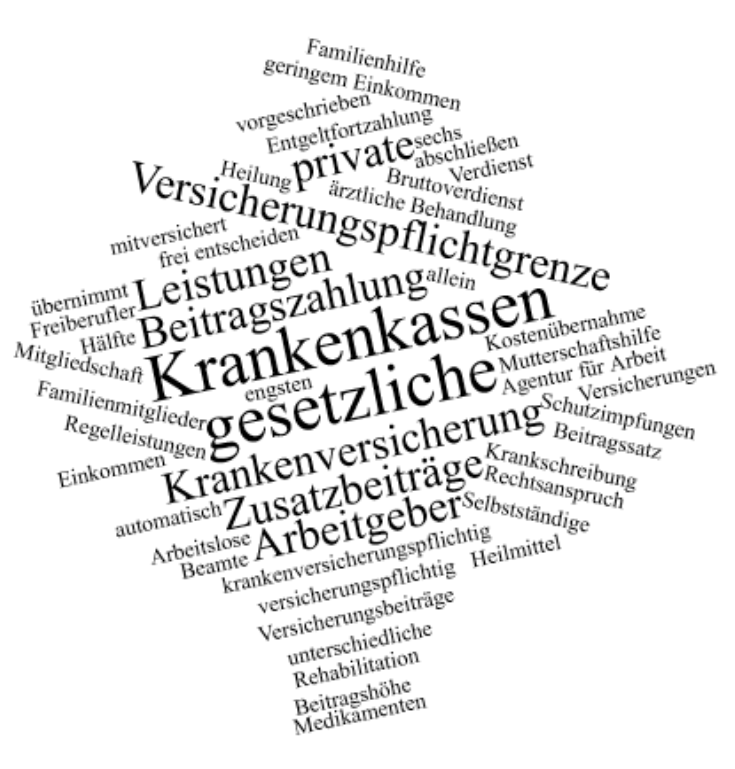 Familienhilfe
geringem Einkommen
vorgeschrieben
Entgeltfortzahlung
sechs
private
abschließen
Heilung
Verdienst
Bruttoverdienst
ärztliche Behandlung
Versicherungspflichtgrenze
mitversichert
frei entscheiden
Leistungen
allein
übernimmt
Freiberufler
Beitragszahlung
Hälfte
Krankenkassen
Mitgliedschaft
Kostenübernahme
Mutterschaftshilfe
Agentur für Arbeit
engsten
gesetzliche
Versicherungen
Familienmitglieder
Schutzimpfungen
Regelleistungen
Beitragssatz
Einkommen
Krankenversicherung
Krankschreibung
Rechtsanspruch
Zusatzbeiträge
automatisch
Selbstständige
Arbeitslose
Arbeitgeber
Beamte
Heilmittel
krankenversicherungspflichtig
versicherungspflichtig
Versicherungsbeiträge
unterschiedliche
Rehabilitation
Beitragshöhe
Medikamenten